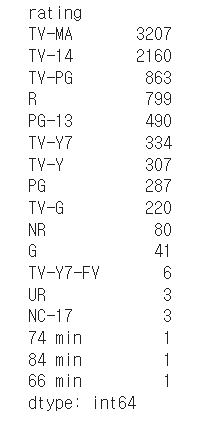 rating
TV-MA 3207
TV-14 2160
TV-PG 863
R 799
PG-13 490
TV-Y7 334
TV-Y 307
PG 287
TV-G 220
NR 80
G 41
TV-Y7-FV 6
UR 3
NC-17 3
74 min 1
84 min 1
66 min 1
dtype: int64